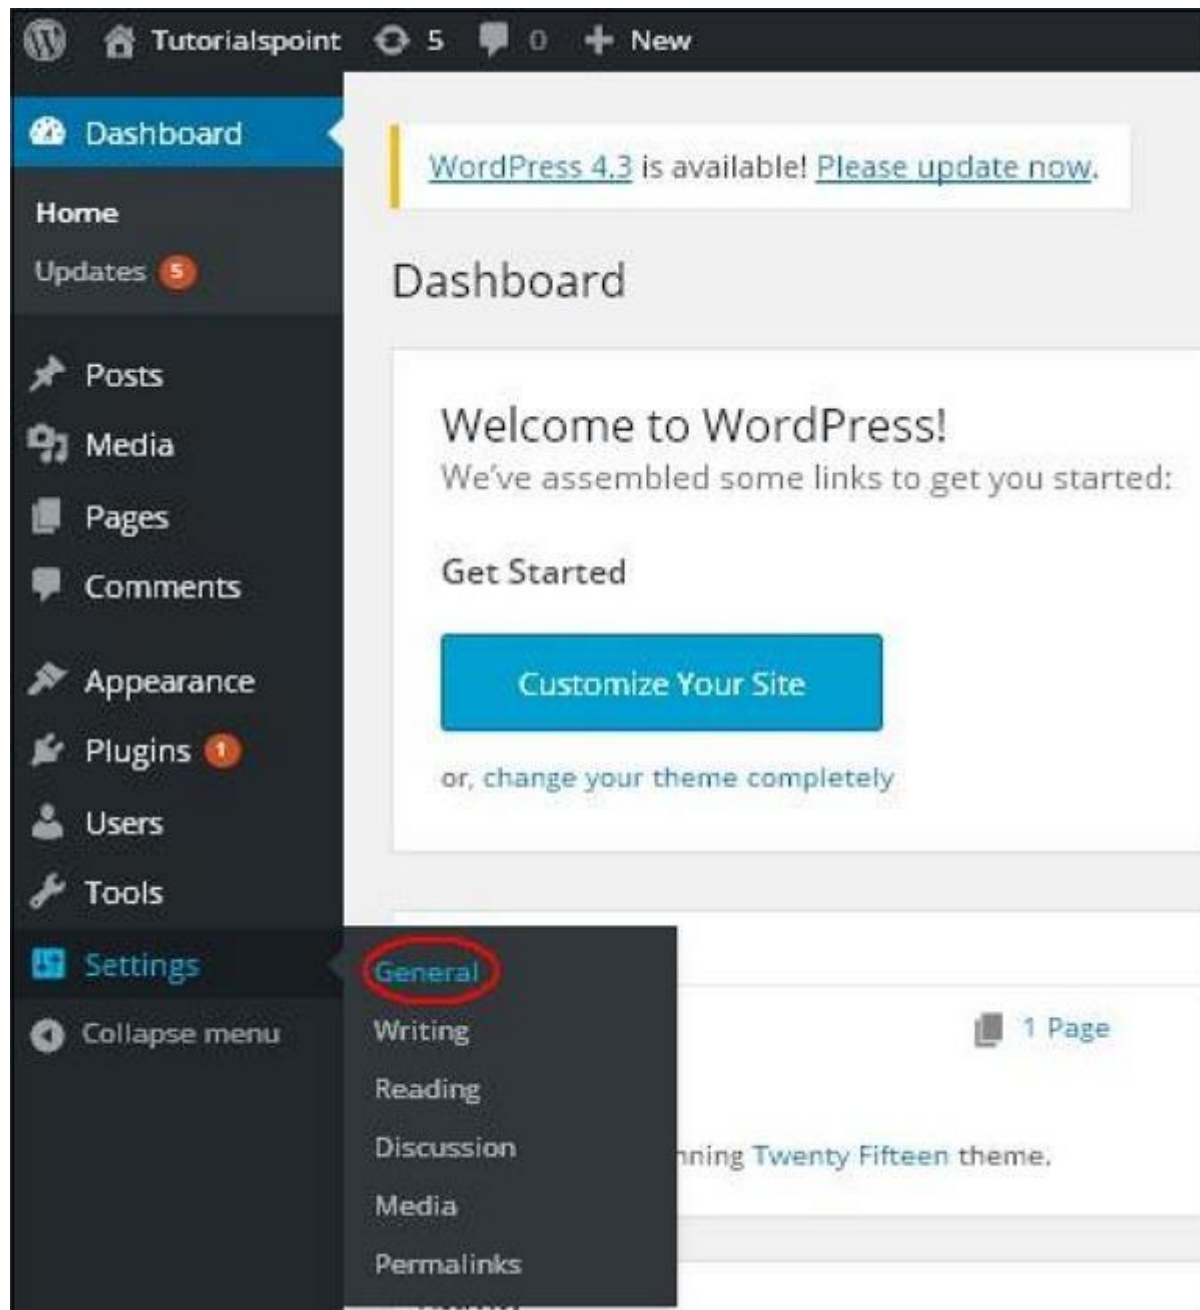 Tutorialspoint 5 0 + New
Dashboard
Home
Updates 5
Posts
Media
Pages
Comments
Appearance
Plugins 1
Users
Tools
Settings
Collapse menu
General
Writing
Reading
Discussion
Media
Permalinks
WordPress 4.3 is available! Please update now.
Dashboard
Welcome to WordPress!
We've assembled some links to get you started:
Get Started
Customize Your Site
or, change your theme completely
1 Page
nning Twenty Fifteen theme.